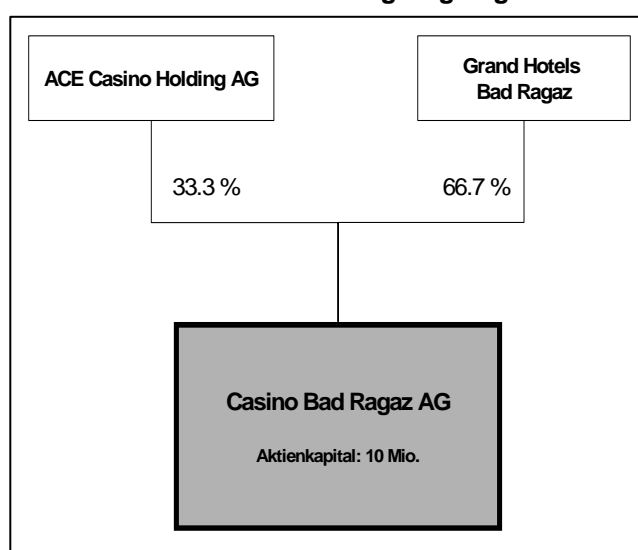 ACE Casino Holding AG
Grand Hotels
Bad Ragaz
33.3 %
66.7 %
Casino Bad Ragaz AG
Aktienkapital: 10 Mio.